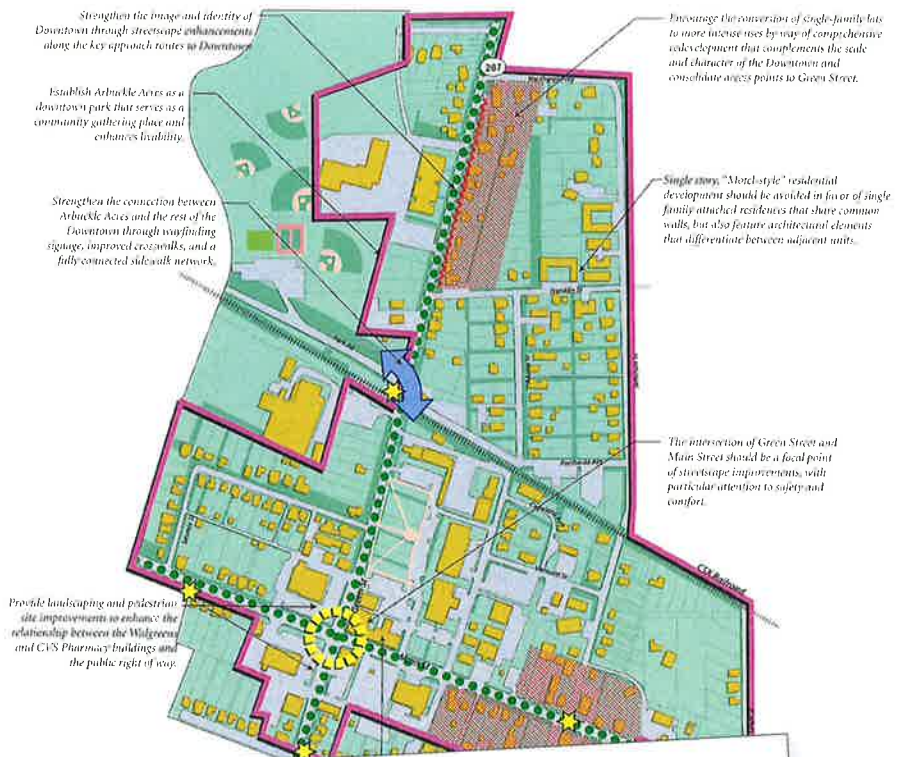 Strengthen the image and identity of
Downtown through streetscape enhancements
along the key approach routes to Downtown
Establish Arbuckle Acres as a
downtown park that serves as a
community gathering place and
enhances livability.
Strengthen the connection between
Arbuckle Acres and the rest of the
Downtown through wayfinding
signage, improved crosswalks, and a
fully connected sidewalk network.
Provide landscaping and pedestrian
site improvements to enhance the
relationship between the Walgreens
and CVS Pharmacy buildings and
the public right of way.
Encourage the conversion of single-family lots
to more intense uses by way of comprehensive
redevelopment that complements the scale
and character of the Downtown and
consolidate access points to Green Street.
Single story, "Motel-style" residential
development should be avoided in favor of single
family attached residences that share common
walls, but also feature architectural elements
that differentiate between adjacent units.
The intersection of Green Street and
Main Street should be a focal point
of streetscape improvements, with
particular attention to safety and
comfort.
267
Franklin St
CSX Railroad